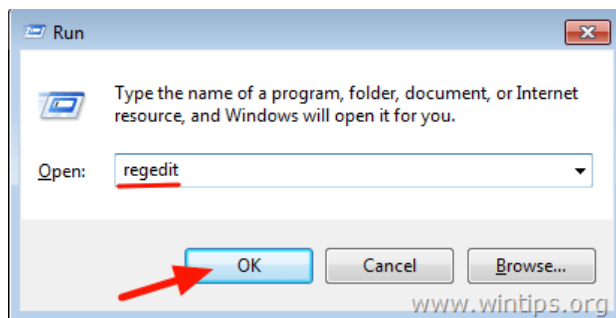 Run
Type the name of a program, folder, document, or Internet
resource, and Windows will open it for you.
Open: regedit
OK Cancel Browse...
www.wintips.org